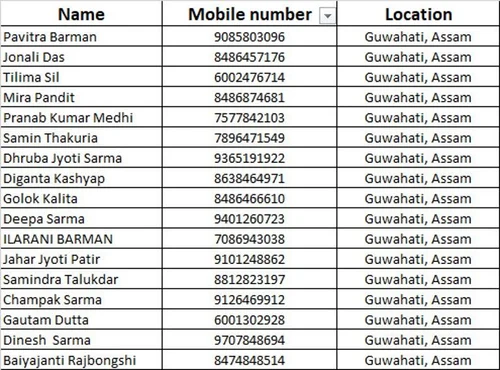 Name Mobile number Location
Pavitra Barman 9085803096 Guwahati, Assam
Jonali Das 8486457176 Guwahati, Assam
Tilima Sil 6002476714 Guwahati, Assam
Mira Pandit 8486874681 Guwahati, Assam
Pranab Kumar Medhi 7577842103 Guwahati, Assam
Samin Thakuria 7896471549 Guwahati, Assam
Dhruba Jyoti Sarma 9365191922 Guwahati, Assam
Diganta Kashyap 8638464971 Guwahati, Assam
Golok Kalita 8486466610 Guwahati, Assam
Deepa Sarma 9401260723 Guwahati, Assam
ILARANI BARMAN 7086943038 Guwahati, Assam
Jahar Jyoti Patir 9101248862 Guwahati, Assam
Samindra Talukdar 8812823197 Guwahati, Assam
Champak Sarma 9126469912 Guwahati, Assam
Gautam Dutta 6001302928 Guwahati, Assam
Dinesh  Sarma 9707848694 Guwahati, Assam
Baiyajanti Rajbongshi 8474848514 Guwahati, Assam